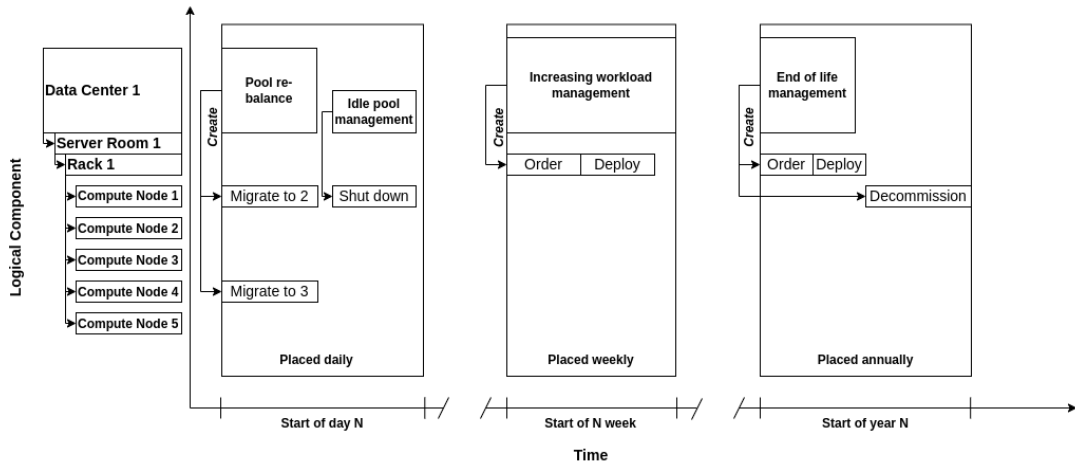 Logical Component
Data Center 1
Server Room 1
Rack 1
Compute Node 1
Compute Node 2
Compute Node 3
Compute Node 4
Compute Node 5
Create
Pool re-
balance
Idle pool
management
Migrate to 2
Shut down
Migrate to 3
Placed daily
Create
Increasing workload
management
Order
Deploy
Placed weekly
Create
End of life
management
Order
Deploy
Decommission
Placed annually
Start of day N
Start of N week
Start of year N
Time